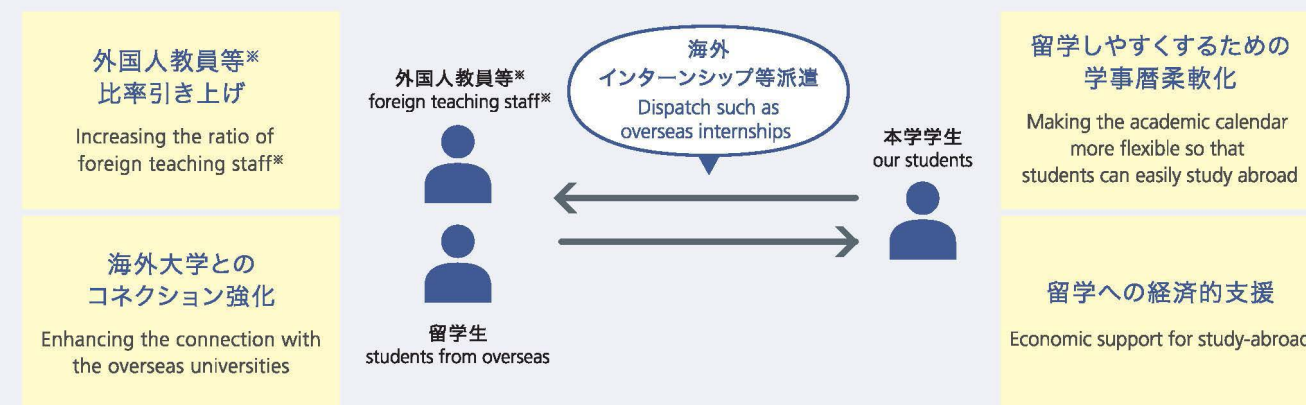 外国人教員等※
比率引き上げ
Increasing the ratio of
foreign teaching staff※
海外大学との
コネクション強化
Enhancing the connection with
the overseas universities
外国人教員等※
foreign teaching staff※
留学生
students from overseas
海外
インターンシップ等派遣
Dispatch such as
overseas internships
本学学生
our students
留学しやすくするための
学事暦柔軟化
Making the academic calendar
more flexible so that
students can easily study abroad
留学への経済的支援
Economic support for study-abroad